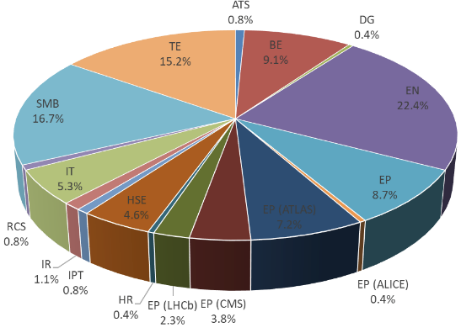 ATS
0.8%
BE
9.1%
DG
0.4%
EN
22.4%
EP
8.7%
EP (ALICE)
0.4%
EP (ATLAS)
7.2%
EP (CMS)
3.8%
EP (LHCb)
2.3%
HR
0.4%
HSE
4.6%
IPT
0.8%
IR
1.1%
IT
5.3%
RCS
0.8%
SMB
16.7%
TE
15.2%